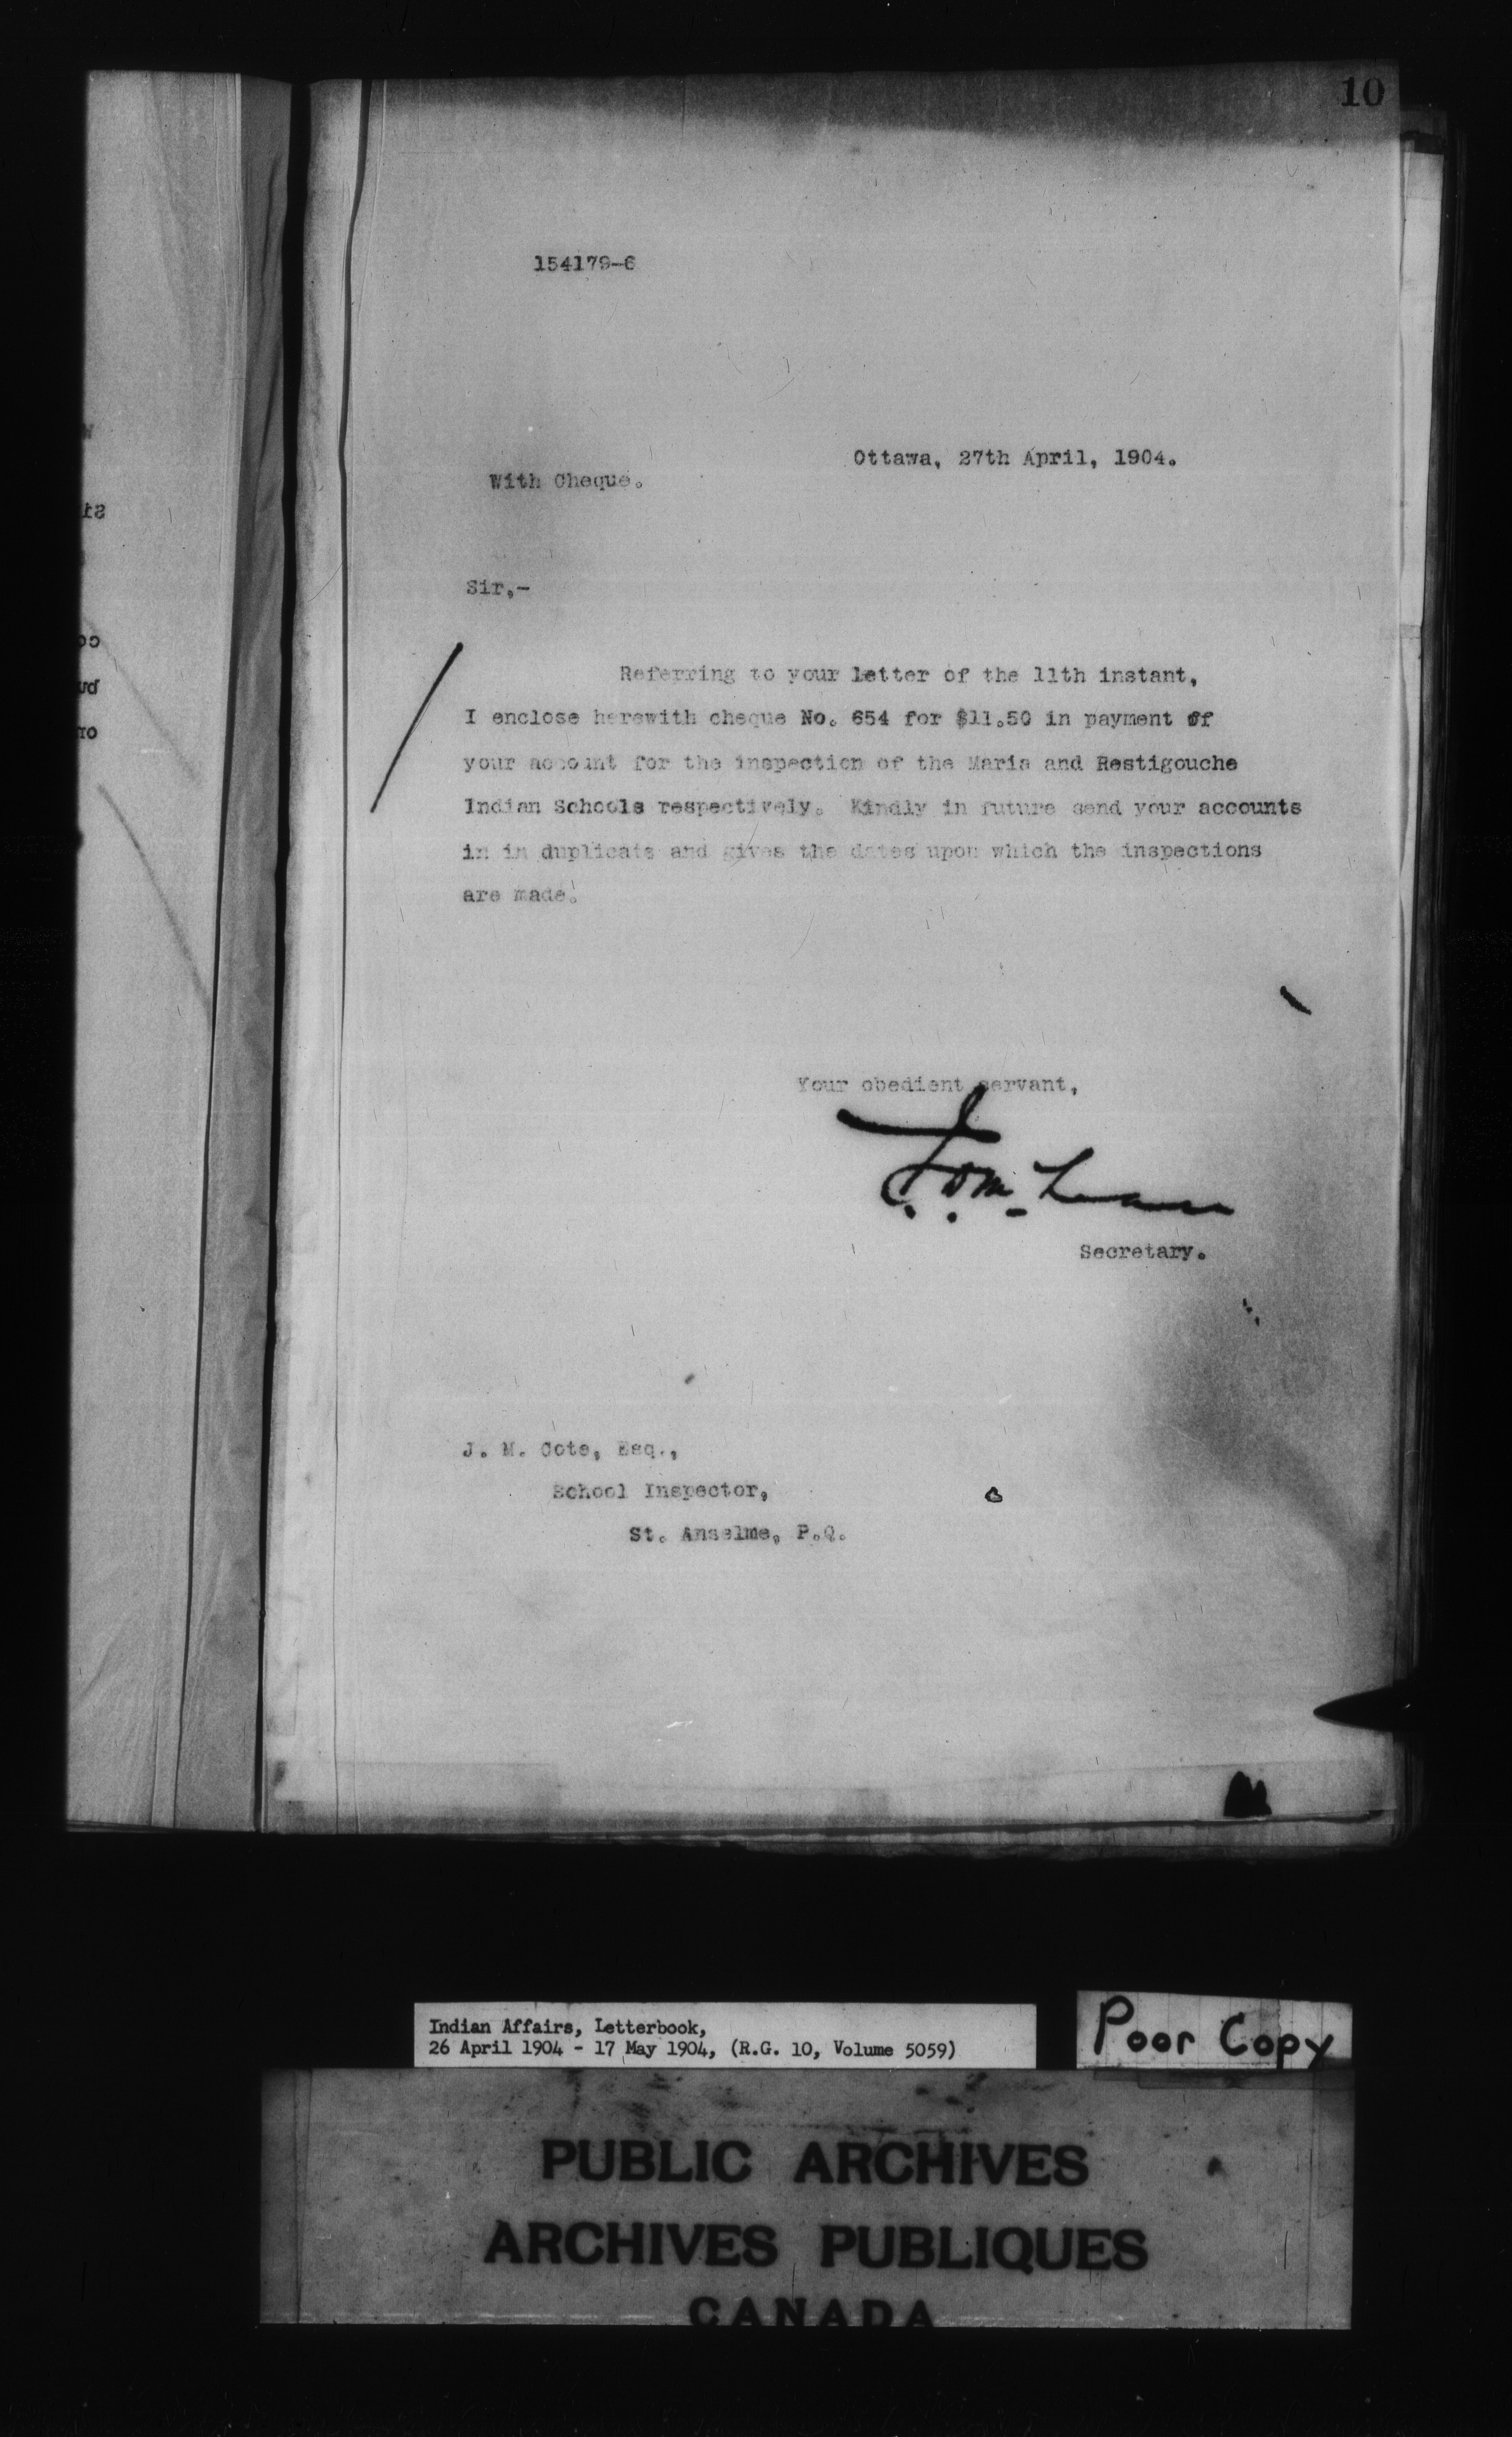 10
154179-6
Ottawa, 27th April, 1904.
With Cheque.
Sir,-
Referring to your letter of the 11th instant,
I enclose herewith cheque No. 654 for $11.50 in payment of
your account for the inspection of the Maria and Restigouche
Indian Schools respectively. Kindly in future send your accounts
in in duplicate and gives the dates upon which the inspections
are made.
Your obedient servant,
Secretary.
J. M. Cote, Esq.,
School Inspector,
St. Anselme, P.Q.
Indian Affairs, Letterbook,
26 April 1904 - 17 May 1904, (R.G. 10, Volume 5059)
Poor Copy
PUBLIC ARCHIVES
ARCHIVES PUBLIQUES
CANADA